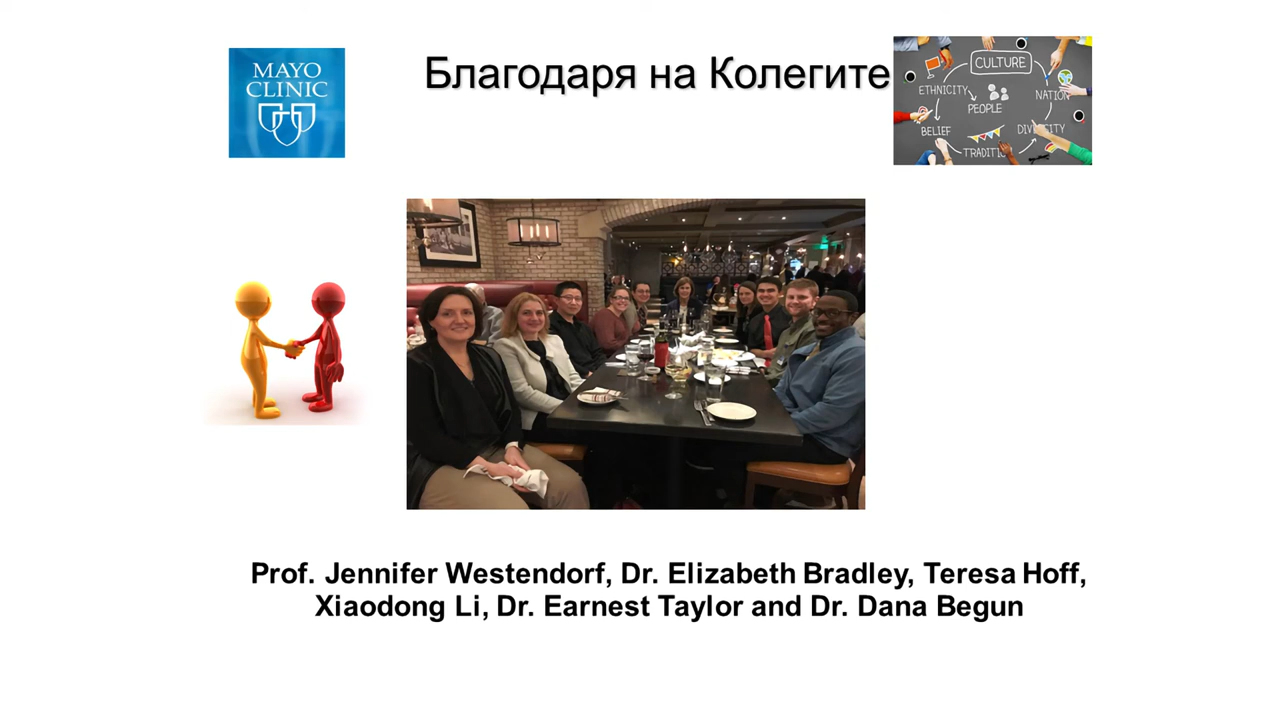 MAYO
CLINIC
Благодаря на Колегите
CULTURE
ETHNICITY
PEOPLE
NATION
BELIEF
DIVERSITY
Prof. Jennifer Westendorf, Dr. Elizabeth Bradley, Teresa Hoff,
Xiaodong Li, Dr. Earnest Taylor and Dr. Dana Begun